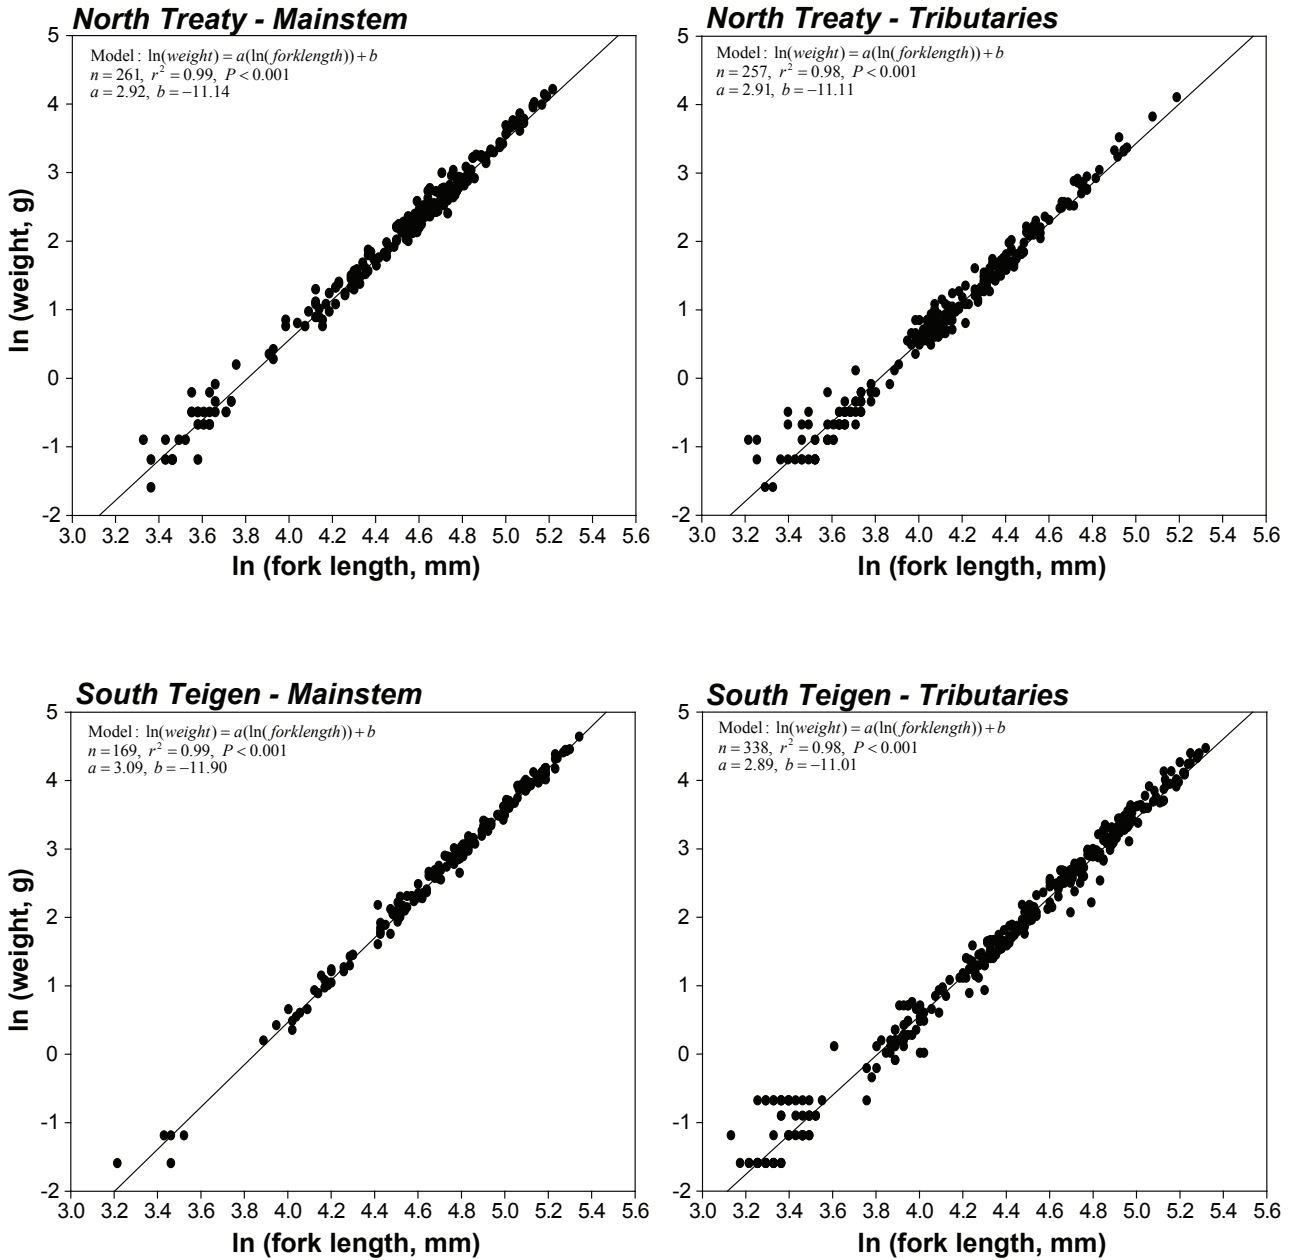 North Treaty - Mainstem
Model: ln(weight) = a(ln(forklength)) + b
n = 261, r² = 0.99, P < 0.001
a = 2.92, b = −11.14
5
4
3
2
1
0
-1
-2
ln (weight, g)
3.0 3.2 3.4 3.6 3.8 4.0 4.2 4.4 4.6 4.8 5.0 5.2 5.4 5.6
ln (fork length, mm)
North Treaty - Tributaries
Model: ln(weight) = a(ln(forklength)) + b
n = 257, r² = 0.98, P < 0.001
a = 2.91, b = −11.11
5
4
3
2
1
0
-1
-2
3.0 3.2 3.4 3.6 3.8 4.0 4.2 4.4 4.6 4.8 5.0 5.2 5.4 5.6
ln (fork length, mm)
South Teigen - Mainstem
Model: ln(weight) = a(ln(forklength)) + b
n = 169, r² = 0.99, P < 0.001
a = 3.09, b = −11.90
5
4
3
2
1
0
-1
-2
ln (weight, g)
3.0 3.2 3.4 3.6 3.8 4.0 4.2 4.4 4.6 4.8 5.0 5.2 5.4 5.6
ln (fork length, mm)
South Teigen - Tributaries
Model: ln(weight) = a(ln(forklength)) + b
n = 338, r² = 0.98, P < 0.001
a = 2.89, b = −11.01
5
4
3
2
1
0
-1
-2
3.0 3.2 3.4 3.6 3.8 4.0 4.2 4.4 4.6 4.8 5.0 5.2 5.4 5.6
ln (fork length, mm)